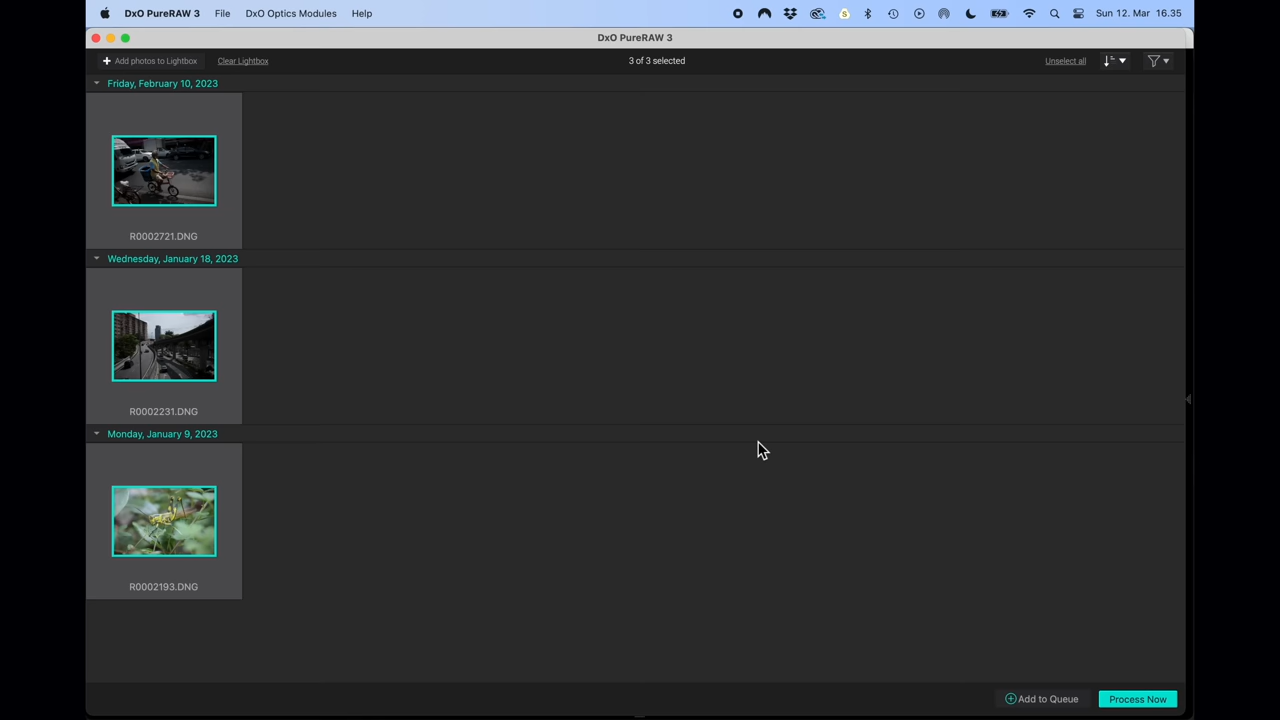 DxO PureRAW 3 File DxO Optics Modules Help Sun 12. Mar 16.35
DxO PureRAW 3
Add photos to Lightbox Clear Lightbox 3 of 3 selected Unselect all
Friday, February 10, 2023
R0002721.DNG
Wednesday, January 18, 2023
R0002231.DNG
Monday, January 9, 2023
R0002193.DNG
Add to Queue Process Now